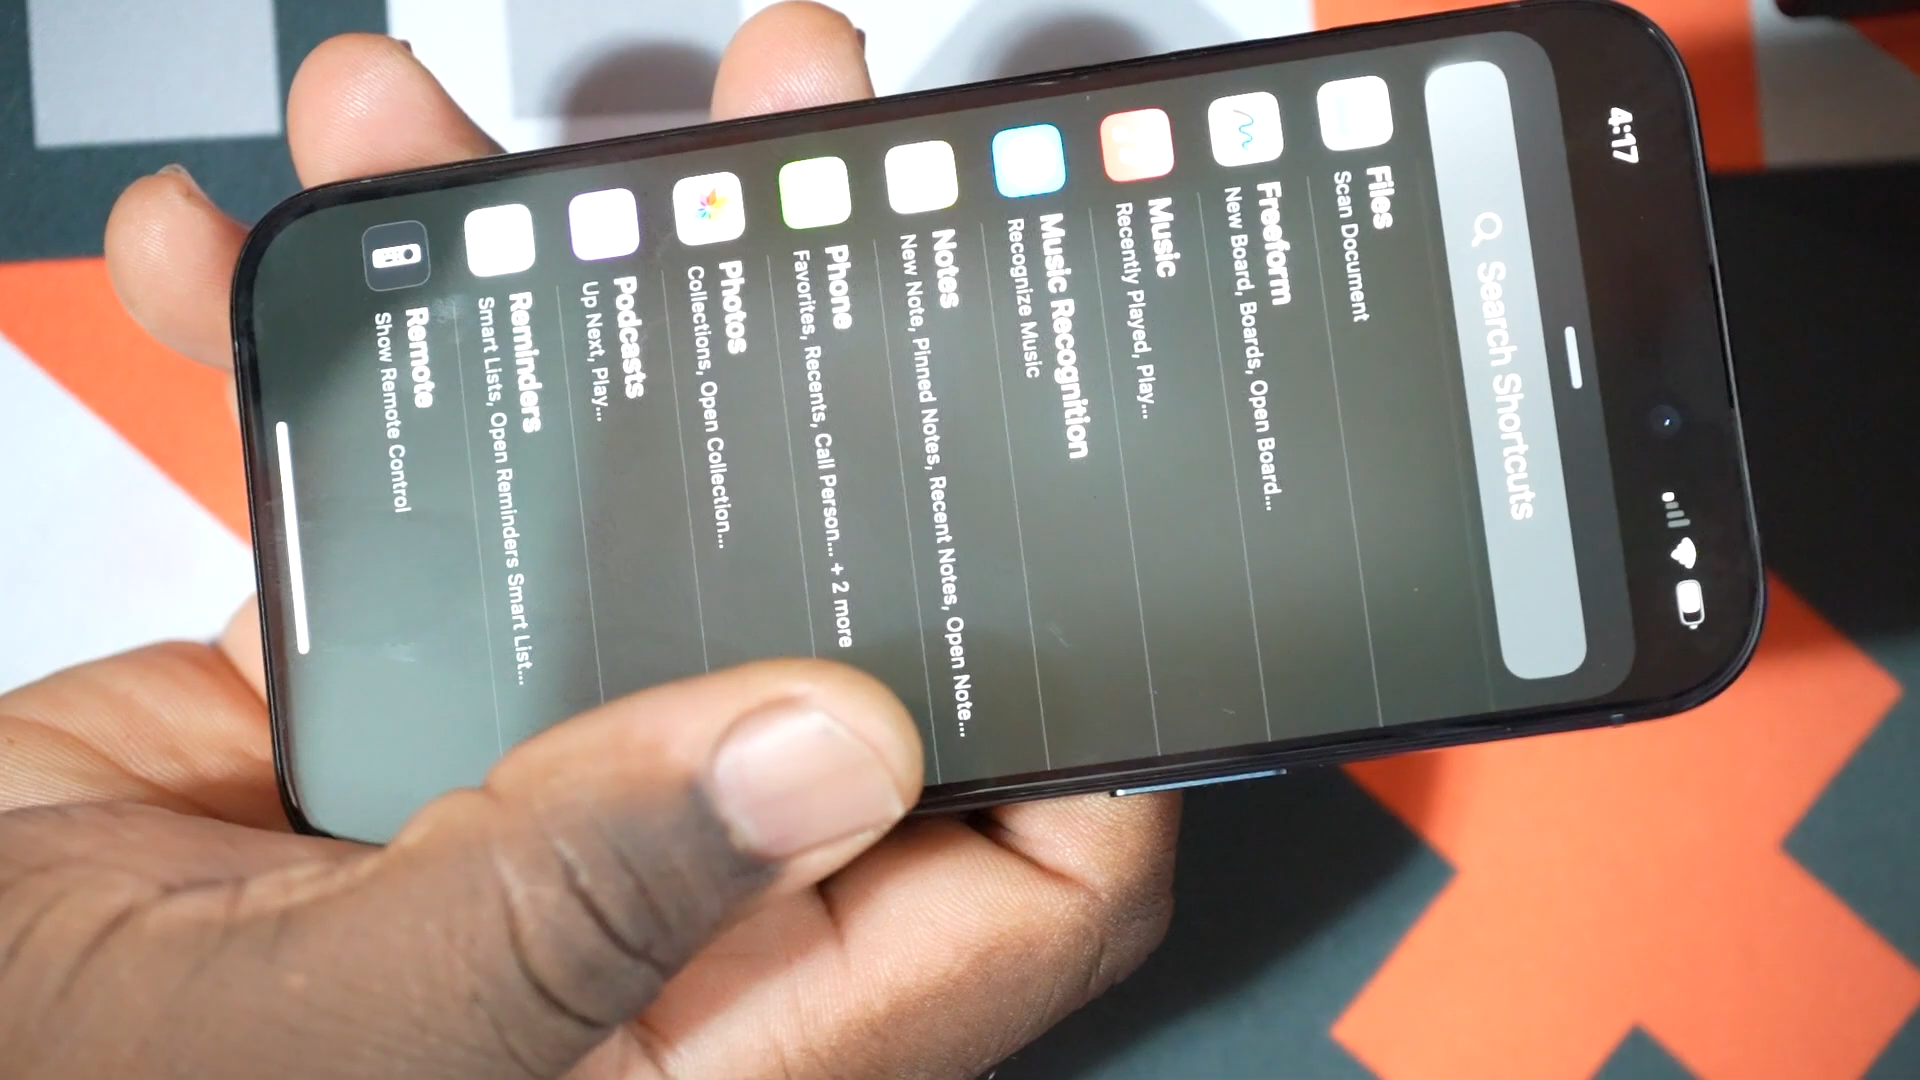 4:17
Search Shortcuts
Files
Scan Document
Freeform
New Board, Boards, Open Board...
Music
Recently Played, Play...
Music Recognition
Recognize Music
Notes
New Note, Pinned Notes, Recent Notes, Open Note...
Phone
Favorites, Recents, Call Person... + 2 more
Photos
Collections, Open Collection...
Podcasts
Up Next, Play...
Reminders
Smart Lists, Open Reminders Smart List...
Remote
Show Remote Control